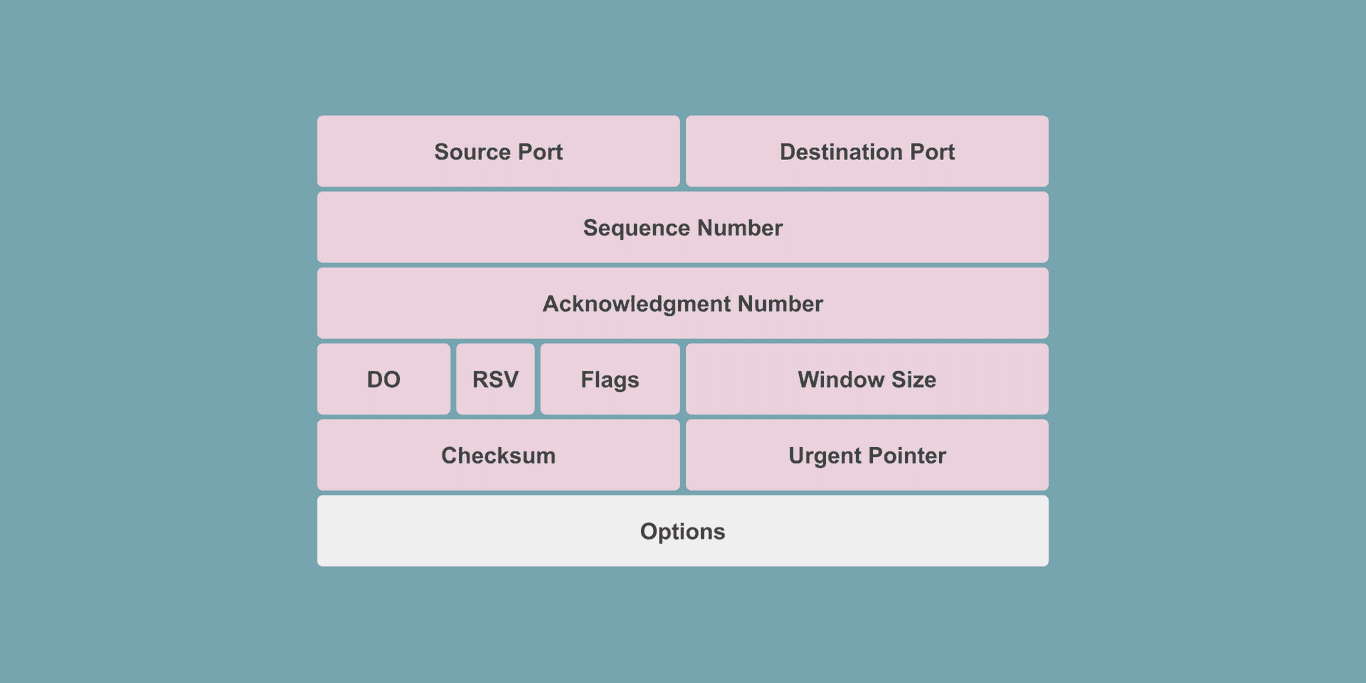 Source Port
Destination Port
Sequence Number
Acknowledgment Number
DO
RSV
Flags
Window Size
Checksum
Urgent Pointer
Options